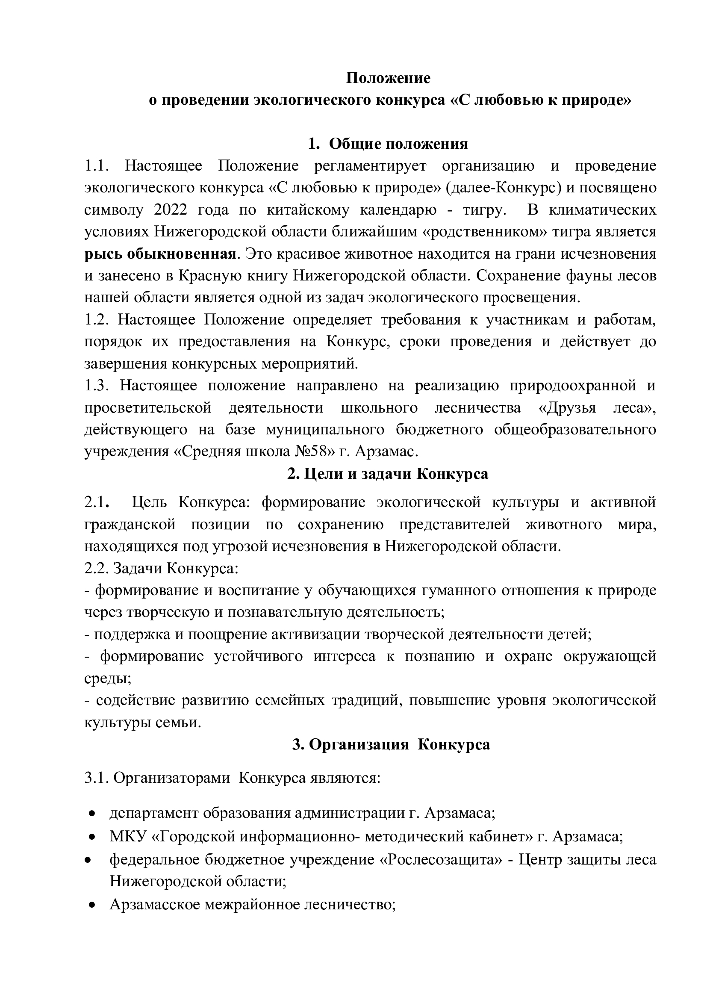 Положение
о проведении экологического конкурса «С любовью к природе»
1. Общие положения
1.1. Настоящее Положение регламентирует организацию и проведение
экологического конкурса «С любовью к природе» (далее-Конкурс) и посвящено
символу 2022 года по китайскому календарю - тигру. В климатических
условиях Нижегородской области ближайшим «родственником» тигра является
рысь обыкновенная. Это красивое животное находится на грани исчезновения
и занесено в Красную книгу Нижегородской области. Сохранение фауны лесов
нашей области является одной из задач экологического просвещения.
1.2. Настоящее Положение определяет требования к участникам и работам,
порядок их предоставления на Конкурс, сроки проведения и действует до
завершения конкурсных мероприятий.
1.3. Настоящее положение направлено на реализацию природоохранной и
просветительской деятельности школьного лесничества «Друзья леса»,
действующего на базе муниципального бюджетного общеобразовательного
учреждения «Средняя школа №58» г. Арзамас.
2. Цели и задачи Конкурса
2.1. Цель Конкурса: формирование экологической культуры и активной
гражданской позиции по сохранению представителей животного мира,
находящихся под угрозой исчезновения в Нижегородской области.
2.2. Задачи Конкурса:
- формирование и воспитание у обучающихся гуманного отношения к природе
через творческую и познавательную деятельность;
- поддержка и поощрение активизации творческой деятельности детей;
- формирование устойчивого интереса к познанию и охране окружающей
среды;
- содействие развитию семейных традиций, повышение уровня экологической
культуры семьи.
3. Организация Конкурса
3.1. Организаторами Конкурса являются:
• департамент образования администрации г. Арзамаса;
• МКУ «Городской информационно- методический кабинет» г. Арзамаса;
• федеральное бюджетное учреждение «Рослесозащита» - Центр защиты леса
Нижегородской области;
• Арзамасское межрайонное лесничество;